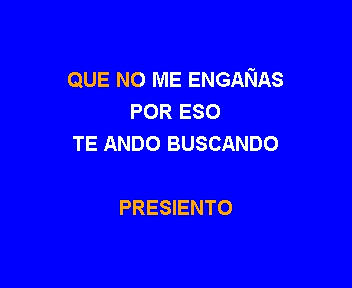 QUE NO ME ENGAÑAS
POR ESO
TE ANDO BUSCANDO
PRESIENTO